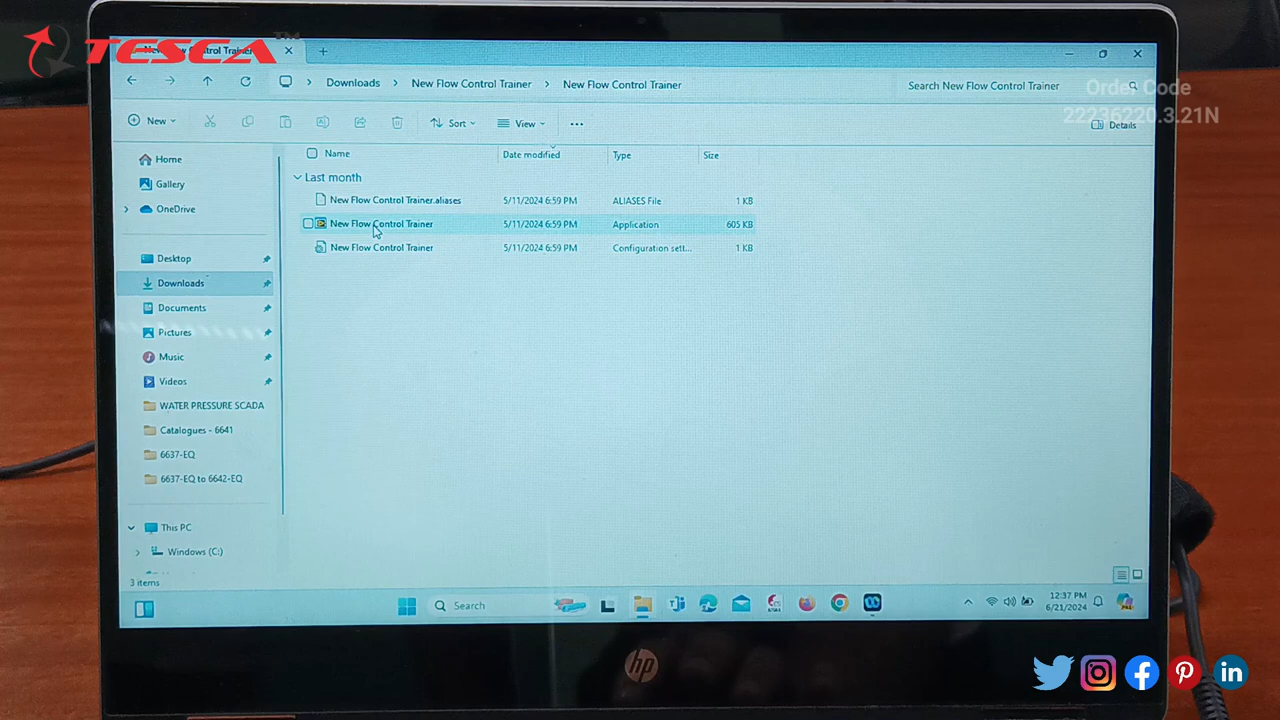 TESCA
TM
New Flow Control Trainer
Downloads > New Flow Control Trainer > New Flow Control Trainer
Search New Flow Control Trainer
Order Code
22236220.3.21N
New
Sort
View
Details
Name
Date modified
Type
Size
Last month
New Flow Control Trainer.aliases 5/11/2024 6:59 PM ALIASES File 1 KB
New Flow Control Trainer 5/11/2024 6:59 PM Application 605 KB
New Flow Control Trainer 5/11/2024 6:59 PM Configuration sett... 1 KB
Home
Gallery
OneDrive
Desktop
Downloads
Documents
Pictures
Music
Videos
WATER PRESSURE SCADA
Catalogues - 6641
6637-EQ
6637-EQ to 6642-EQ
This PC
Windows (C:)
3 items
Search
12:37 PM
6/21/2024
hp